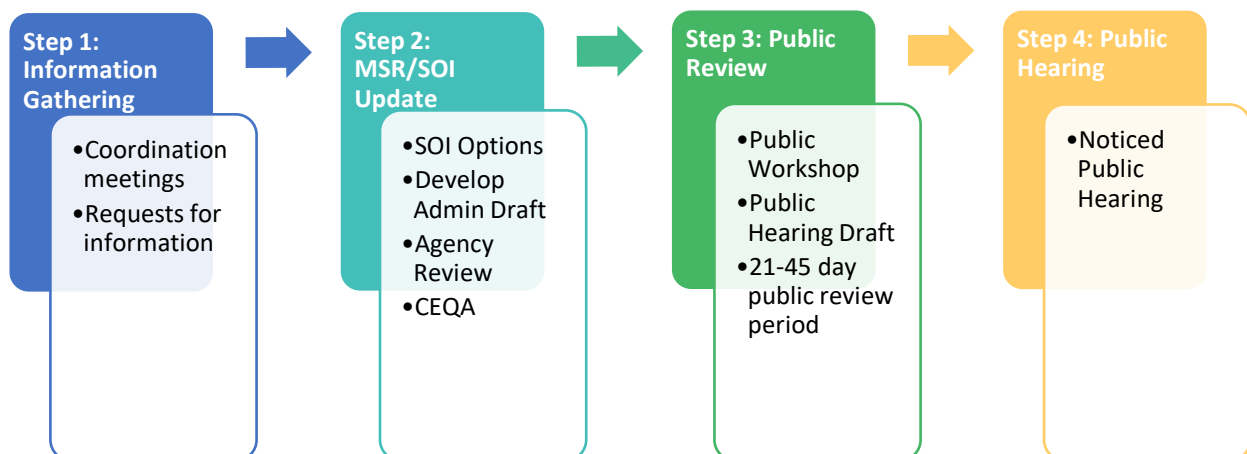 Step 1:
Information
Gathering
•Coordination
meetings
•Requests for
information
Step 2:
MSR/SOI
Update
•SOI Options
•Develop
Admin Draft
•Agency
Review
•CEQA
Step 3: Public
Review
•Public
Workshop
•Public
Hearing Draft
•21-45 day
public review
period
Step 4: Public
Hearing
•Noticed
Public
Hearing